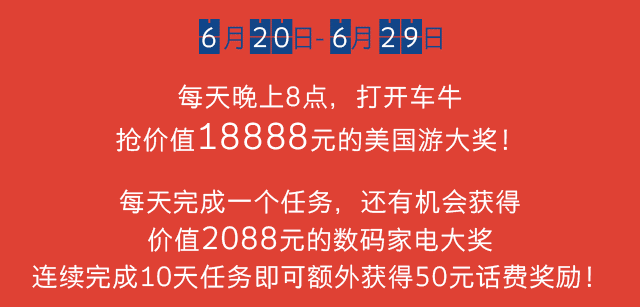 6月20日-6月29日
每天晚上8点，打开车牛
抢价值18888元的美国游大奖！
每天完成一个任务，还有机会获得
价值2088元的数码家电大奖
连续完成10天任务即可额外获得50元话费奖励！